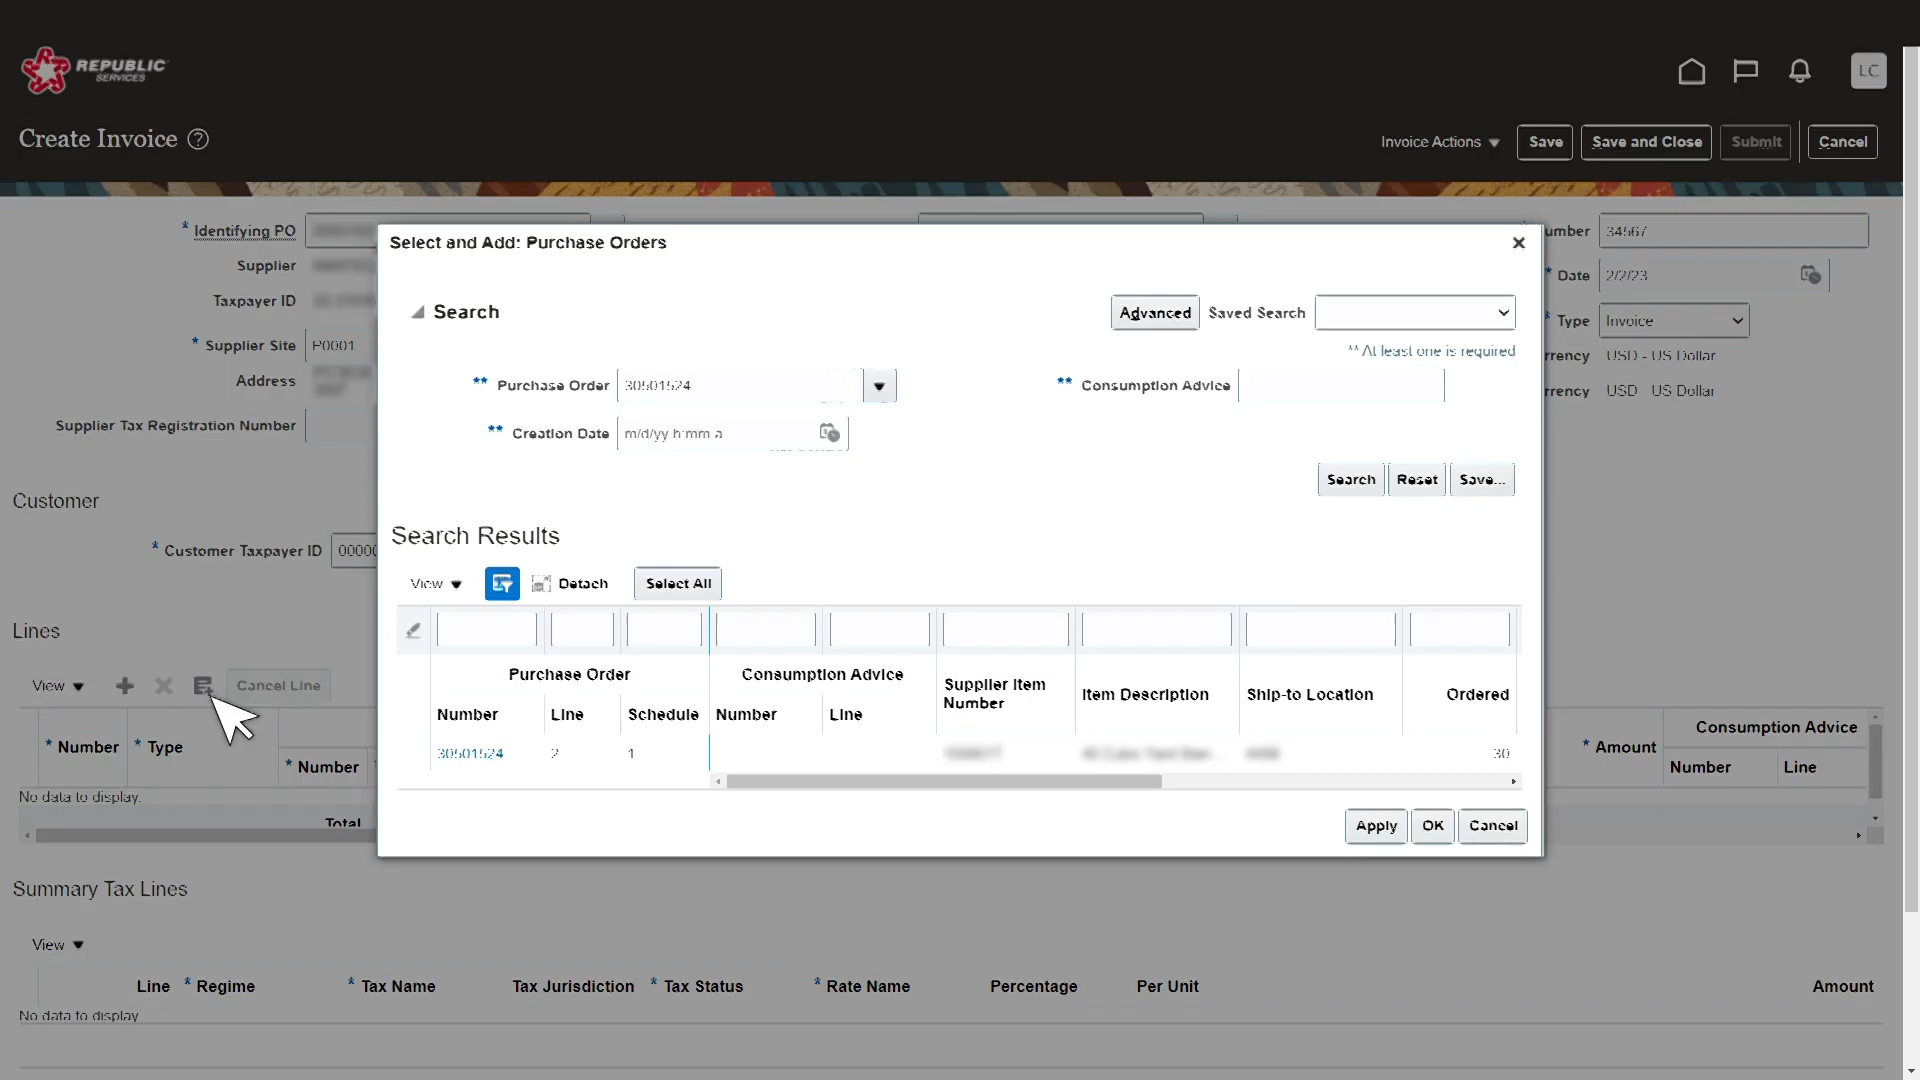 REPUBLIC
SERVICES
LC
Create Invoice ?
Invoice Actions
Save
Save and Close
Submit
Cancel
* Identifying PO
Supplier
Taxpayer ID
* Supplier Site P0001
Address
Supplier Tax Registration Number
umber 34567
* Date 2/2/23
* Type Invoice
rrency USD - US Dollar
rrency USD - US Dollar
Customer
* Customer Taxpayer ID 00000
Lines
View
Cancel Line
* Number * Type
* Number
* Amount
Consumption Advice
Number Line
No data to display.
Total
Select and Add: Purchase Orders
Search
Advanced Saved Search
** At least one is required
** Purchase Order 30501524
** Consumption Advice
** Creation Date m/d/yy h:mm a
Search Reset Save...
Search Results
View Detach Select All
Purchase Order Consumption Advice Supplier Item Number Item Description Ship-to Location Ordered
Number Line Schedule Number Line
30501524 2 1 30
Apply OK Cancel
Summary Tax Lines
View
Line * Regime * Tax Name Tax Jurisdiction * Tax Status * Rate Name Percentage Per Unit Amount
No data to display